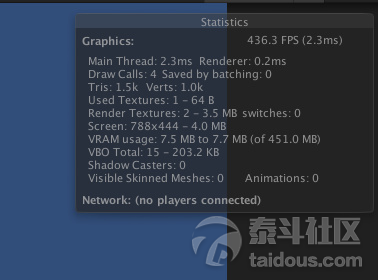 Statistics
Graphics: 436.3 FPS (2.3ms)
Main Thread: 2.3ms Renderer: 0.2ms
Draw Calls: 4 Saved by batching: 0
Tris: 1.5k Verts: 1.0k
Used Textures: 1 – 64 B
Render Textures: 2 – 3.5 MB switches: 0
Screen: 788x444 – 4.0 MB
VRAM usage: 7.5 MB to 7.7 MB (of 451.0 MB)
VBO Total: 15 – 203.2 KB
Shadow Casters: 0
Visible Skinned Meshes: 0 Animations: 0
Network: (no players connected)
泰斗社区
taidous.com